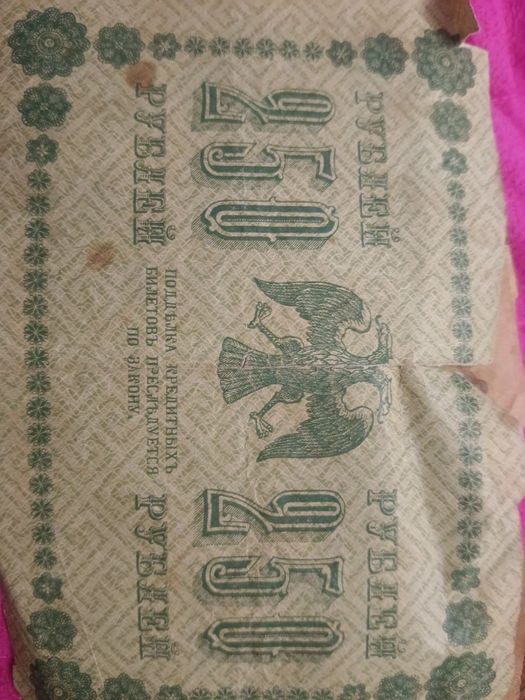 РУБЛЕЙ
250
РУБЛЕЙ
ПОДДѢЛКА КРЕДИТНЫХЪ
БИЛЕТОВЪ ПРЕСЛѢДУЕТСЯ
ПО ЗАКОНУ.
РУБЛЕЙ
250
РУБЛЕЙ